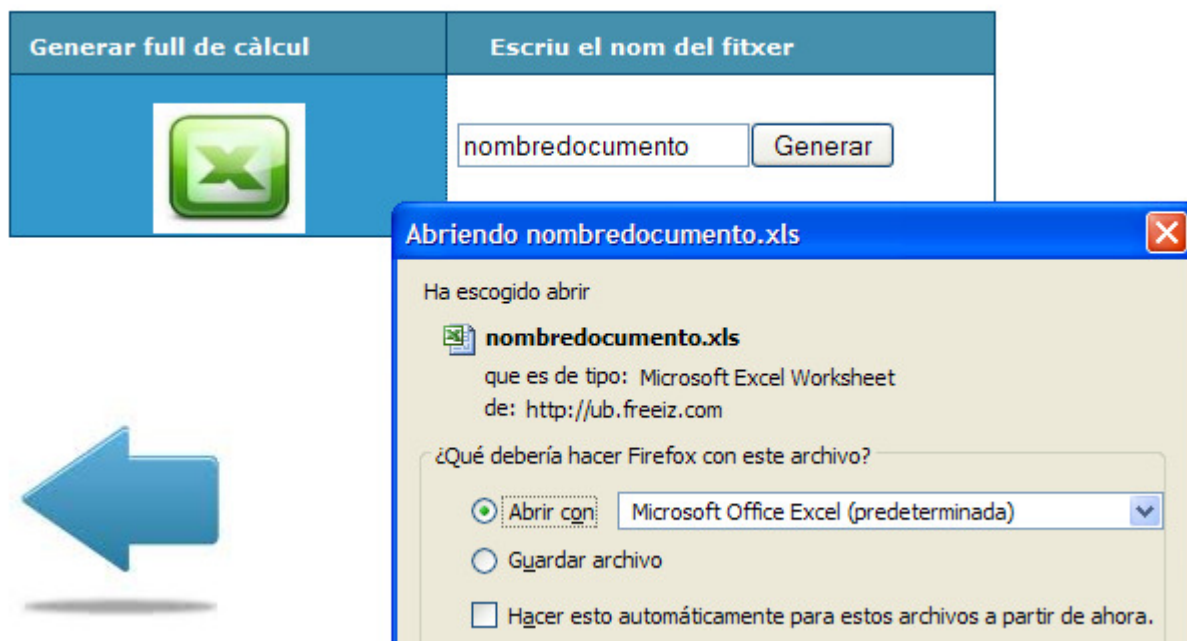 Generar full de càlcul
Escriu el nom del fitxer
nombredocumento
Generar
Abriendo nombredocumento.xls
Ha escogido abrir
nombredocumento.xls
que es de tipo: Microsoft Excel Worksheet
de: http://ub.freeiz.com
¿Qué debería hacer Firefox con este archivo?
Abrir con
Microsoft Office Excel (predeterminada)
Guardar archivo
Hacer esto automáticamente para estos archivos a partir de ahora.